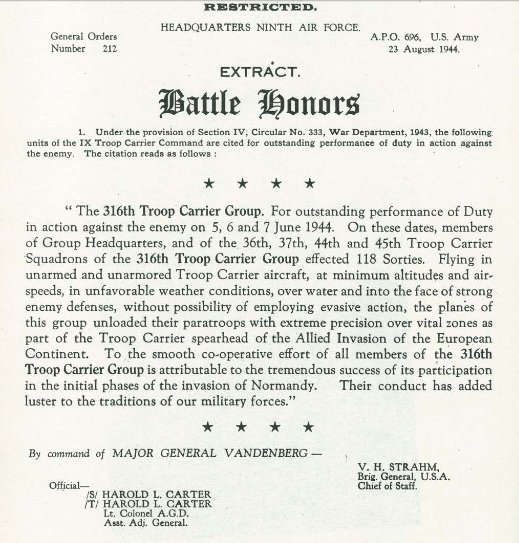 RESTRICTED.
HEADQUARTERS NINTH AIR FORCE.
General Orders
Number 212
A.P.O. 696, U.S. Army
23 August 1944.
EXTRACT.
Battle Honors
1. Under the provision of Section IV, Circular No. 333, War Department, 1943, the following
units of the IX Troop Carrier Command are cited for outstanding performance of duty in action against
the enemy. The citation reads as follows :
" The 316th Troop Carrier Group. For outstanding performance of Duty
in action against the enemy on 5, 6 and 7 June 1944. On these dates, members
of Group Headquarters, and of the 36th, 37th, 44th and 45th Troop Carrier
Squadrons of the 316th Troop Carrier Group effected 118 Sorties. Flying in
unarmed and unarmored Troop Carrier aircraft, at minimum altitudes and air-
speeds, in unfavorable weather conditions, over water and into the face of strong
enemy defenses, without possibility of employing evasive action, the planes of
this group unloaded their paratroops with extreme precision over vital zones as
part of the Troop Carrier spearhead of the Allied Invasion of the European
Continent. To the smooth co-operative effort of all members of the 316th
Troop Carrier Group is attributable to the tremendous success of its participation
in the initial phases of the invasion of Normandy. Their conduct has added
luster to the traditions of our military forces."
By command of MAJOR GENERAL VANDENBERG —
V. H. STRAHM,
Brig. General, U.S.A.
Chief of Staff.
Official—
/S/ HAROLD L. CARTER
/T/ HAROLD L. CARTER
Lt. Colonel A.G.D.
Asst. Adj. General.